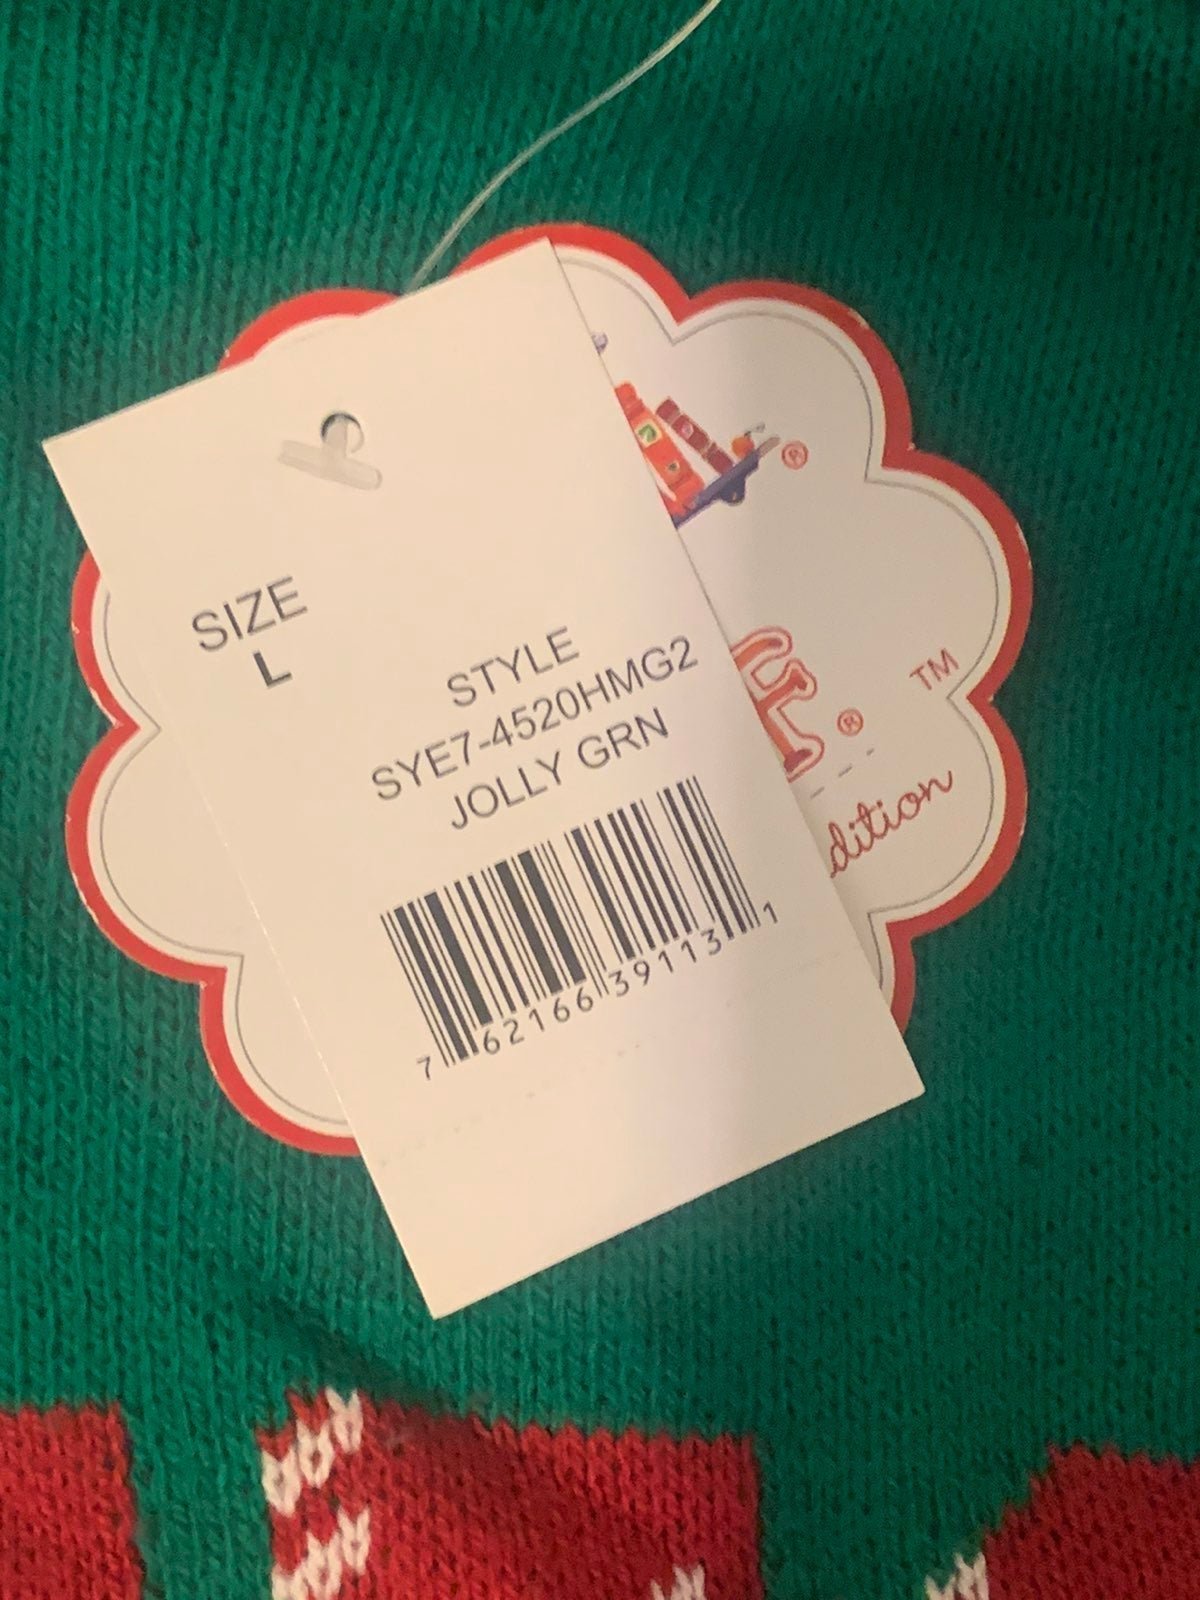 SIZE
L
STYLE
SYE7-4520HMG2
JOLLY GRN
7 62166 39113 1
®
® TM
dition